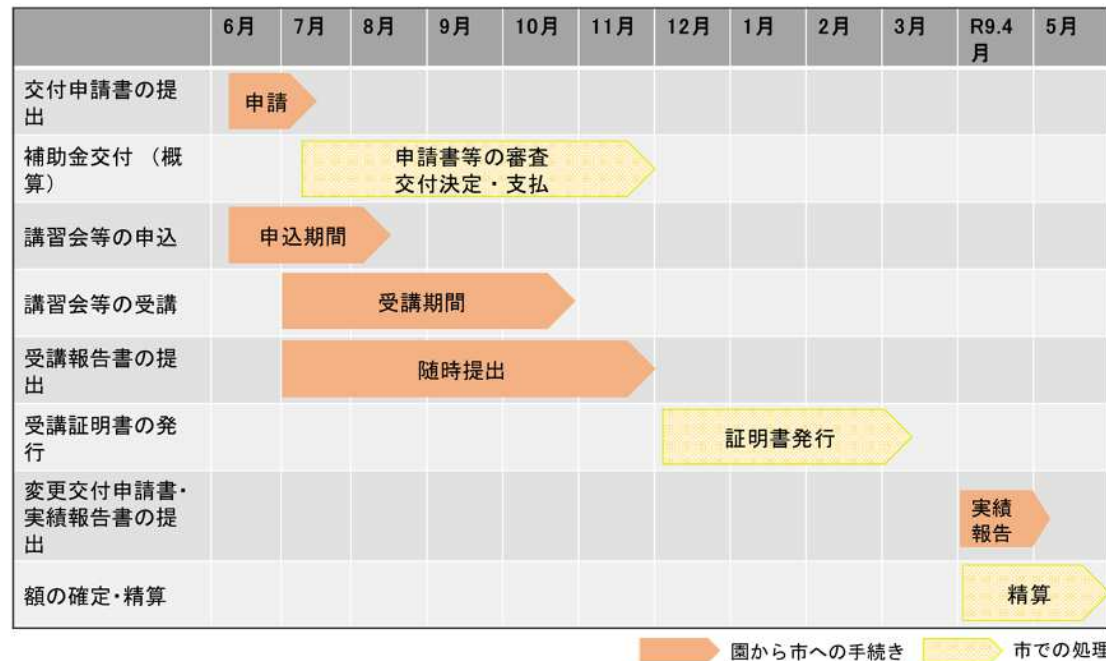 6月 7月 8月 9月 10月 11月 12月 1月 2月 3月 R9.4
月 5月
交付申請書の提
出
申請
補助金交付 （概
算）
申請書等の審査
交付決定・支払
講習会等の申込
申込期間
講習会等の受講
受講期間
受講報告書の提
出
随時提出
受講証明書の発
行
証明書発行
変更交付申請書・
実績報告書の提
出
実績
報告
額の確定・精算
精算
園から市への手続き
市での処理